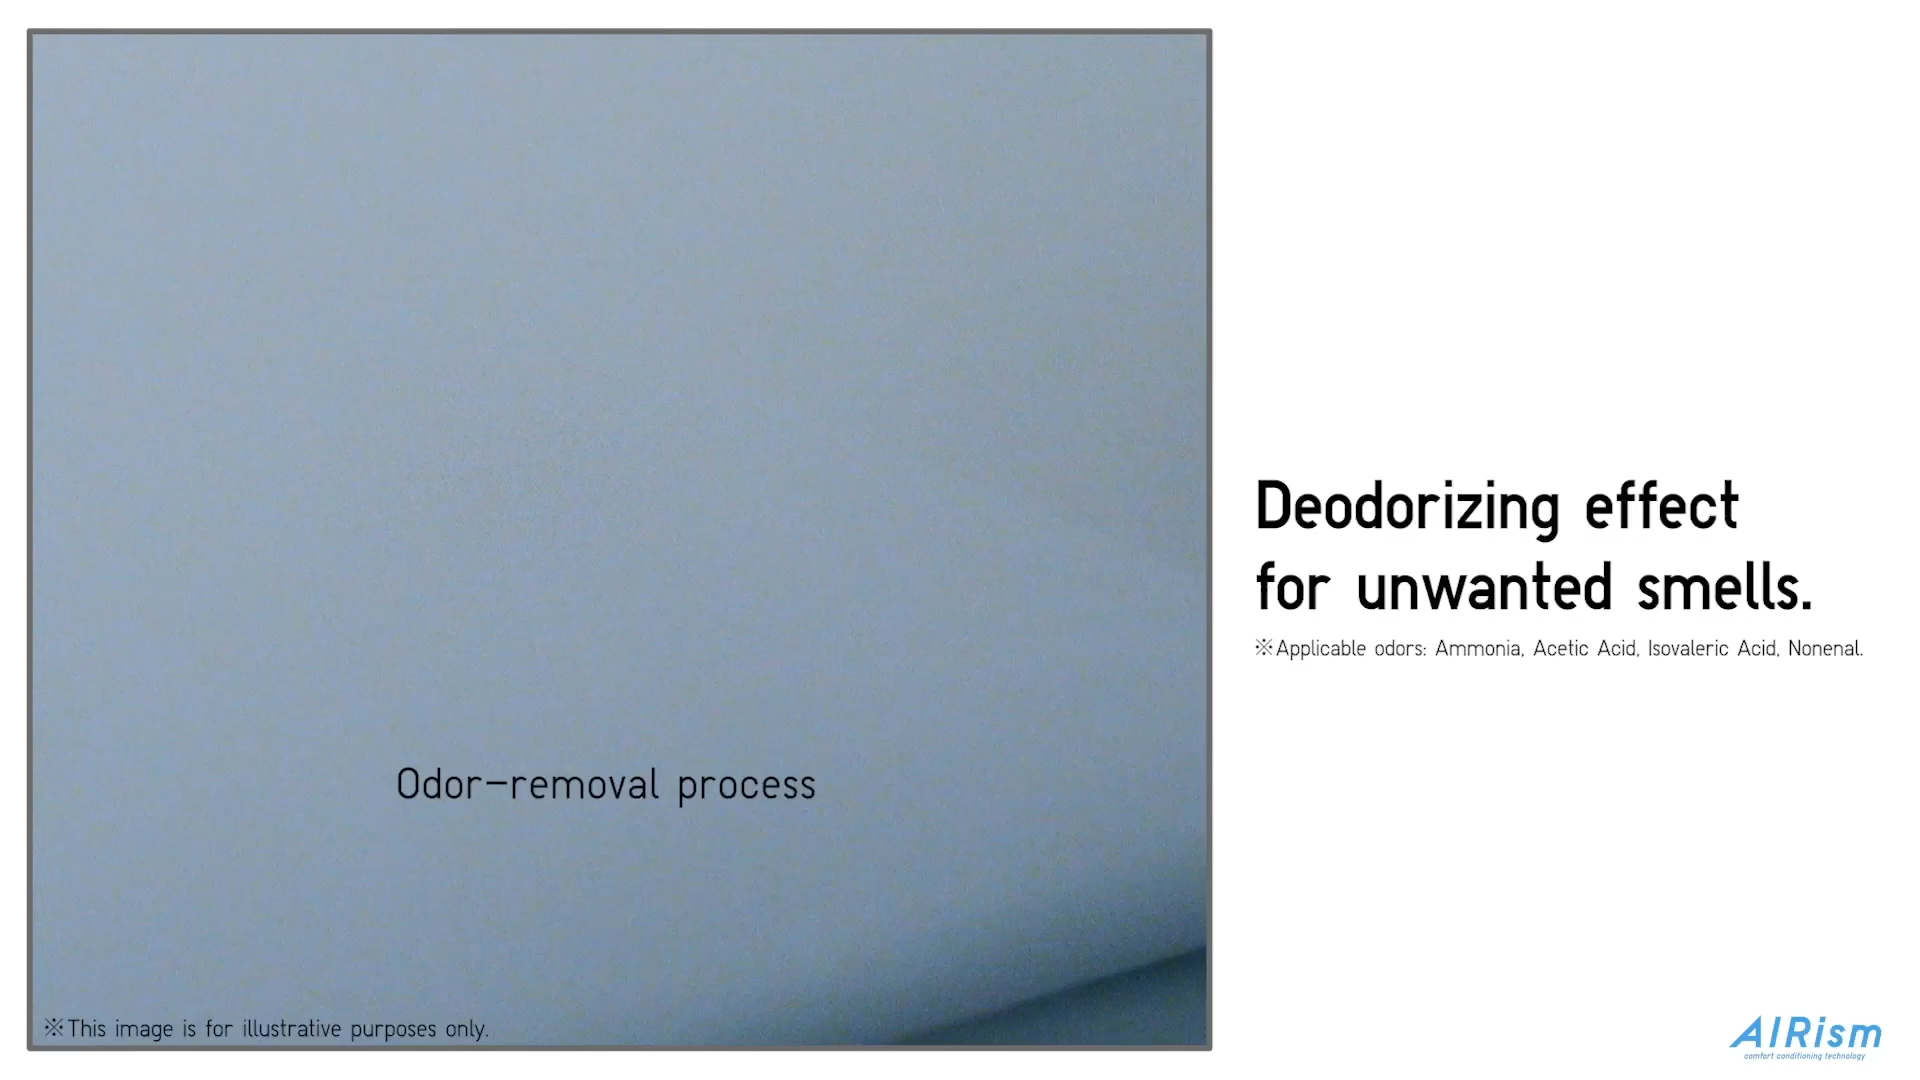 Odor-removal process
※This image is for illustrative purposes only.
Deodorizing effect
for unwanted smells.
※Applicable odors: Ammonia, Acetic Acid, Isovaleric Acid, Nonenal.
AIRism
comfort conditioning technology